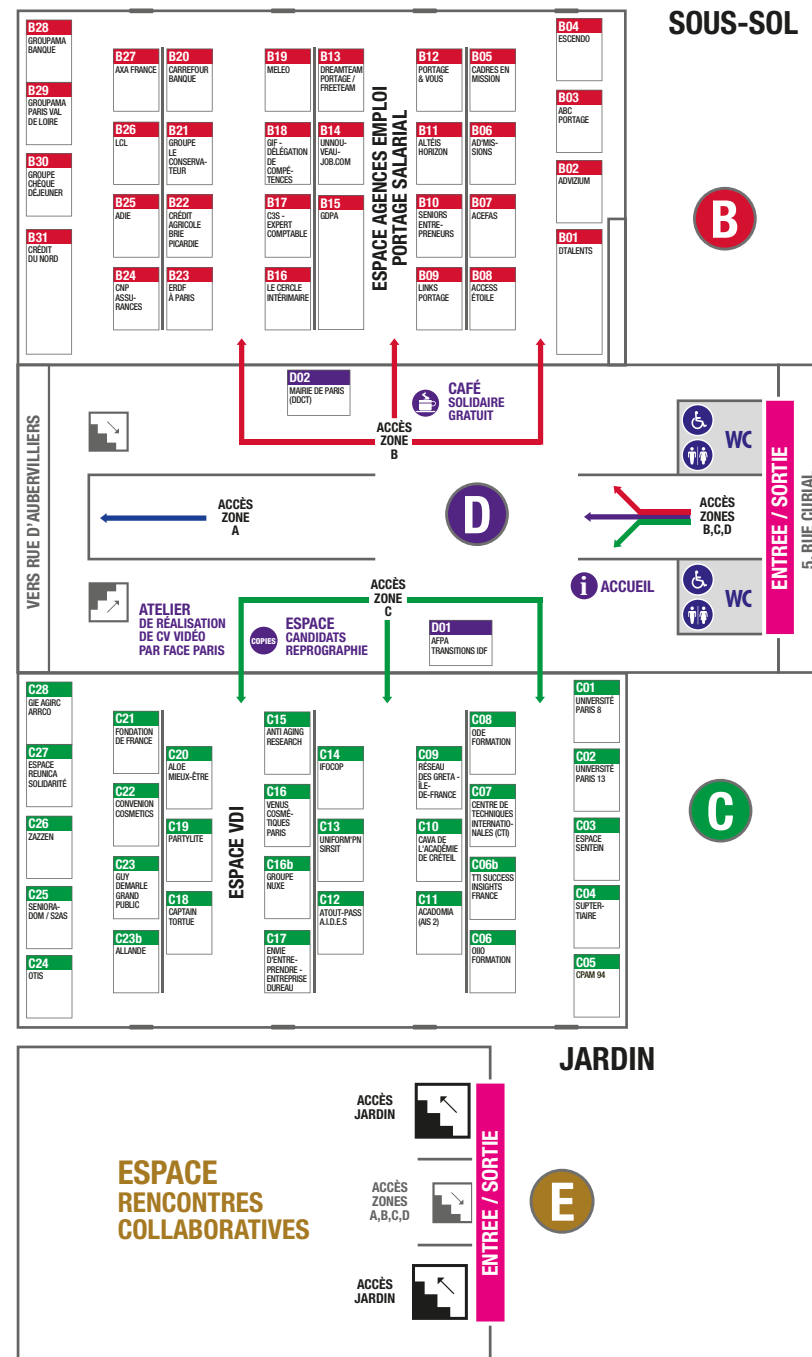 SOUS-SOL
B28
GROUPAMA
BANQUE
B29
GROUPAMA
PARIS VAL
DE LOIRE
B30
GROUPE
CHÈQUE
DÉJEUNER
B31
CRÉDIT
DU NORD
B27
AXA FRANCE
B26
LCL
B25
ADIE
B24
CNP
ASSU-
RANCES
B20
CARREFOUR
BANQUE
B21
GROUPE
LE
CONSERVA-
TEUR
B22
CRÉDIT
AGRICOLE
BRIE
PICARDIE
B23
ERDF
À PARIS
B19
MELEO
B18
GIF -
DÉLÉGATION
DE
COMPÉ-
TENCES
B17
C3S -
EXPERT
COMPTABLE
B16
LE CERCLE
INTÉRIMAIRE
B13
DREAMTEAM
PORTAGE /
FREETEAM
B14
UNNOU-
VEAU-
JOB.COM
B15
GDPA
ESPACE AGENCES EMPLOI
PORTAGE SALARIAL
B12
PORTAGE
& VOUS
B11
ALTÉIS
HORIZON
B10
SENIORS
ENTRE-
PRENEURS
B09
LINKS
PORTAGE
B05
CADRES EN
MISSION
B06
AD'MIS-
SIONS
B07
ACEFAS
B08
ACCESS
ÉTOILE
B04
ESCENDO
B03
ABC
PORTAGE
B02
ADVIZIUM
B01
DTALENTS
B
D02
MAIRIE DE PARIS
(DDCT)
CAFÉ
SOLIDAIRE
GRATUIT
ACCÈS
ZONE
B
VERS RUE D'AUBERVILLIERS
ACCÈS
ZONE
A
D
WC
ACCÈS
ZONES
B,C,D
ENTREE / SORTIE
5, RUE CURIAL
WC
i ACCUEIL
ATELIER
DE RÉALISATION
DE CV VIDÉO
PAR FACE PARIS
COPIES
ESPACE
CANDIDATS
REPROGRAPHIE
ACCÈS
ZONE
C
D01
AFPA
TRANSITIONS IDF
C28
GIE AGIRC
ARRCO
C27
ESPACE
REUNICA
SOLIDARITÉ
C26
ZAZZEN
C25
SENIORA-
DOM / S2AS
C24
OTIS
C21
FONDATION
DE FRANCE
C22
CONVENION
COSMETICS
C23
GUY
DEMARLE
GRAND
PUBLIC
C23b
ALLANDE
C20
ALOE
MIEUX-ÊTRE
C19
PARTYLITE
C18
CAPTAIN
TORTUE
ESPACE VDI
C15
ANTI AGING
RESEARCH
C16
VENUS
COSMÉ-
TIQUES
PARIS
C16b
GROUPE
NUXE
C17
ENVIE
D'ENTRE-
PRENDRE -
ENTREPRISE
DUREAU
C14
IFOCOP
C13
UNIFORM'PN
SIRSIT
C12
ATOUT-PASS
A.I.D.E.S
C09
RÉSEAU
DES GRETA -
ÎLE-
DE-FRANCE
C10
CAVA DE
L'ACADÉMIE
DE CRÉTEIL
C11
ACADOMIA
(AIS 2)
C08
ODE
FORMATION
C07
CENTRE DE
TECHNIQUES
INTERNATIO-
NALES (CTI)
C06b
TTI SUCCESS
INSIGHTS
FRANCE
C06
OIIO
FORMATION
C01
UNIVERSITÉ
PARIS 8
C02
UNIVERSITÉ
PARIS 13
C03
ESPACE
SENTEIN
C04
SUPTER-
TIAIRE
C05
CPAM 94
C
JARDIN
ESPACE
RENCONTRES
COLLABORATIVES
ACCÈS
JARDIN
ACCÈS
ZONES
A,B,C,D
ACCÈS
JARDIN
ENTREE / SORTIE
E